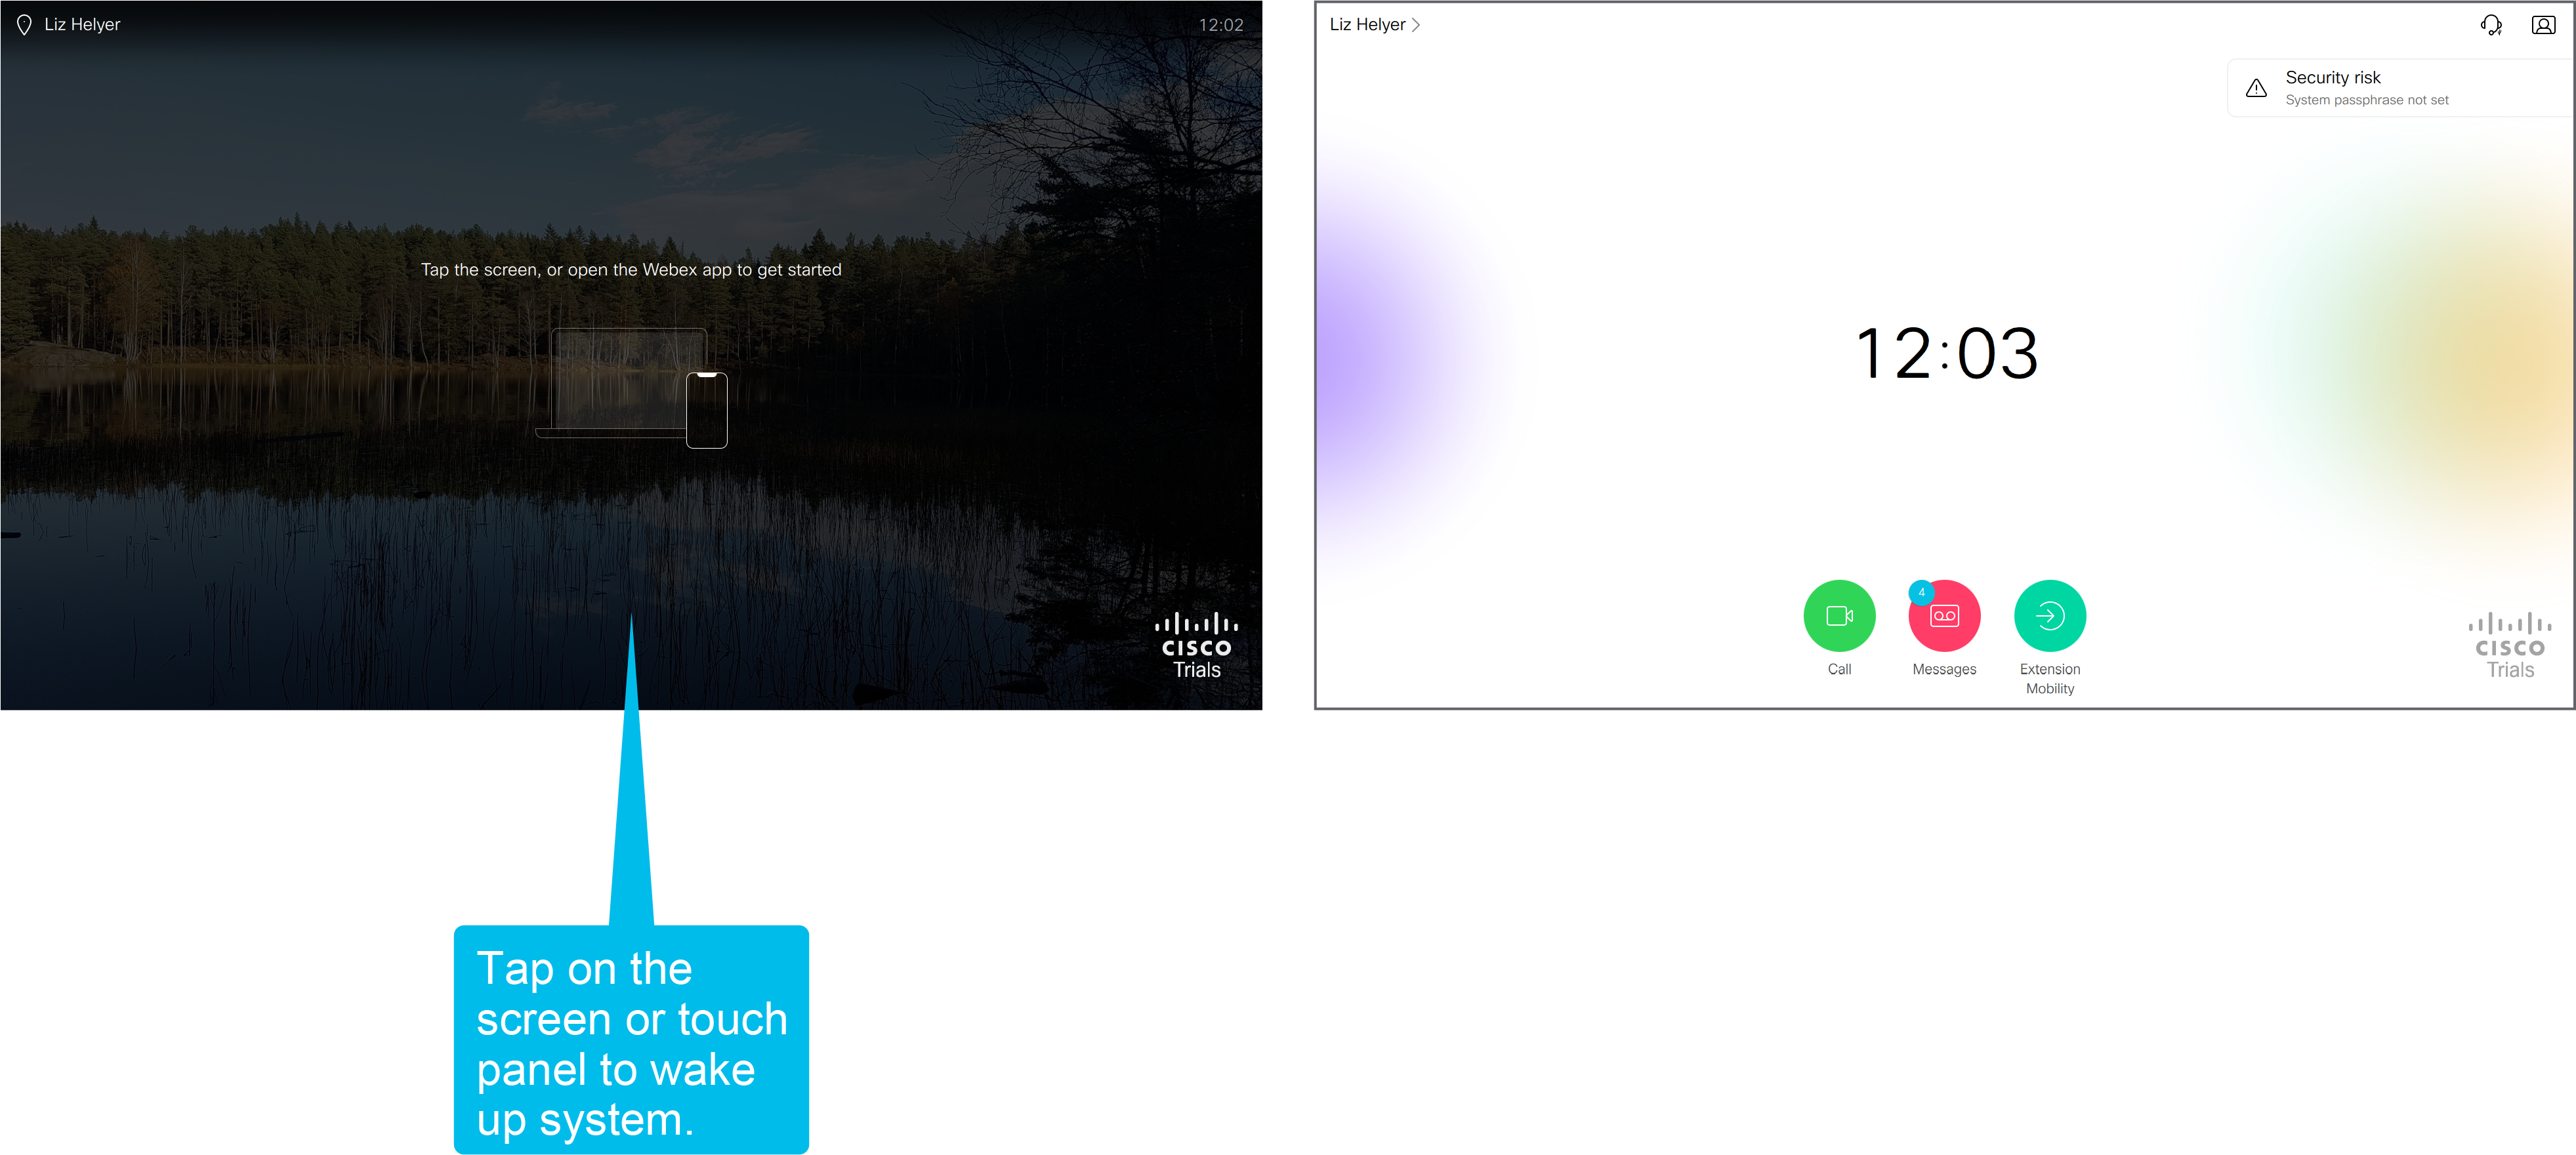 Liz Helyer
12:02
Tap the screen, or open the Webex app to get started
CISCO
Trials
Tap on the
screen or touch
panel to wake
up system.
Liz Helyer
Security risk
System passphrase not set
12:03
4
Call
Messages
Extension
Mobility
CISCO
Trials